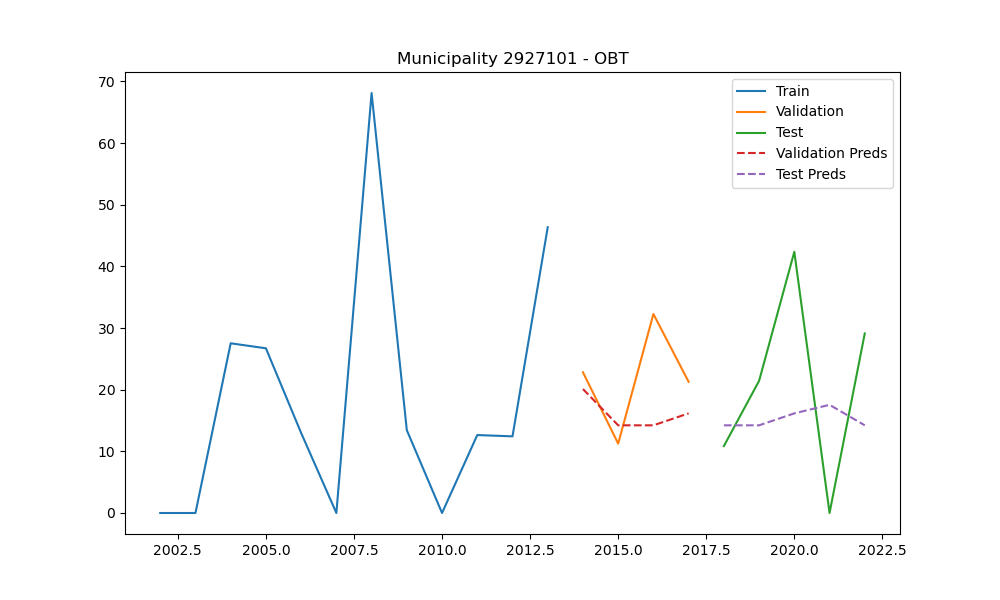 Municipality 2927101 - OBT
70
60
50
40
30
20
10
0
2002.5 2005.0 2007.5 2010.0 2012.5 2015.0 2017.5 2020.0 2022.5
Train
Validation
Test
Validation Preds
Test Preds